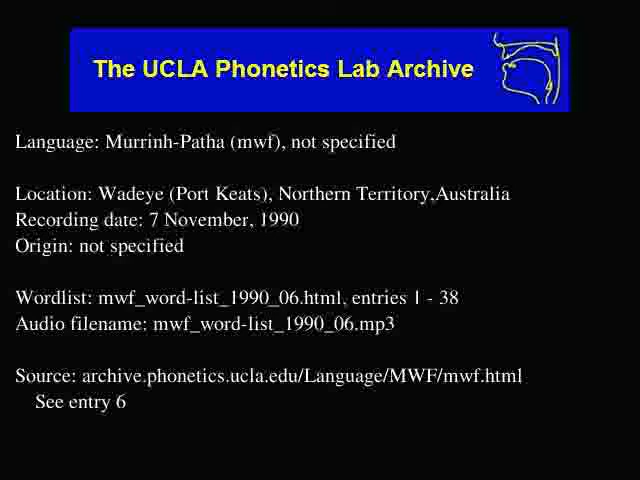 The UCLA Phonetics Lab Archive
Language: Murrinh-Patha (mwf), not specified
Location: Wadeye (Port Keats), Northern Territory,Australia
Recording date: 7 November, 1990
Origin: not specified
Wordlist: mwf_word-list_1990_06.html, entries 1 - 38
Audio filename: mwf_word-list_1990_06.mp3
Source: archive.phonetics.ucla.edu/Language/MWF/mwf.html
See entry 6